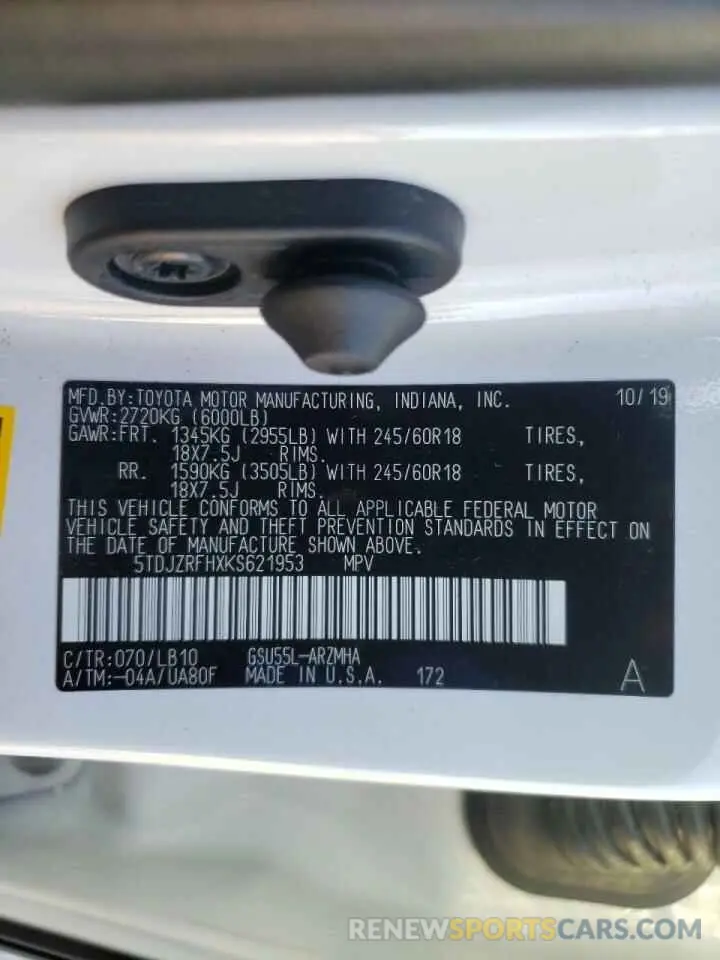 MFD.BY:TOYOTA MOTOR MANUFACTURING, INDIANA, INC. 10/19
GVWR:2720KG (6000LB)
GAWR:FRT. 1345KG (2955LB) WITH 245/60R18 TIRES,
18X7.5J RIMS.
RR. 1590KG (3505LB) WITH 245/60R18 TIRES,
18X7.5J RIMS.
THIS VEHICLE CONFORMS TO ALL APPLICABLE FEDERAL MOTOR
VEHICLE SAFETY AND THEFT PREVENTION STANDARDS IN EFFECT ON
THE DATE OF MANUFACTURE SHOWN ABOVE.
5TDJZRFHXKS621953 MPV
C/TR:070/LB10 GSU55L-ARZMHA
A/TM:-04A/UA80F MADE IN U.S.A. 172 A
RENEWSPORTSCARS.COM